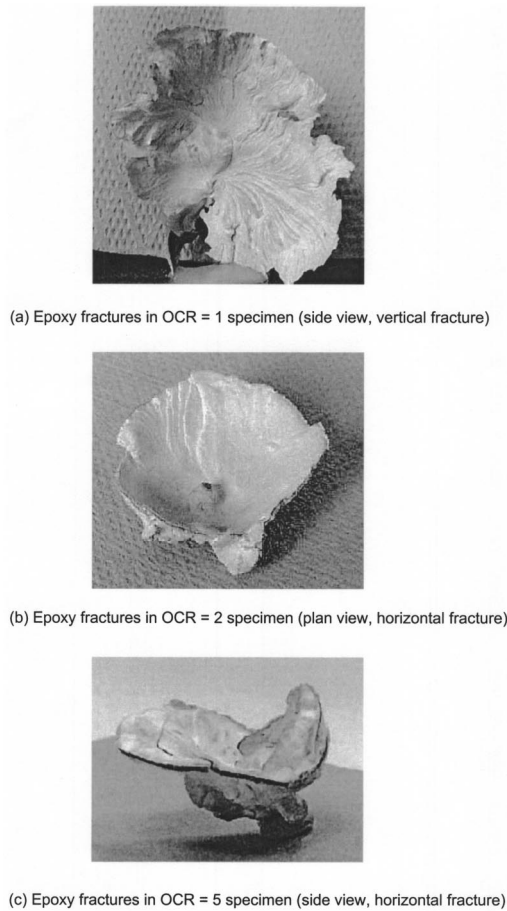 (a) Epoxy fractures in OCR = 1 specimen (side view, vertical fracture)
(b) Epoxy fractures in OCR = 2 specimen (plan view, horizontal fracture)
(c) Epoxy fractures in OCR = 5 specimen (side view, horizontal fracture)